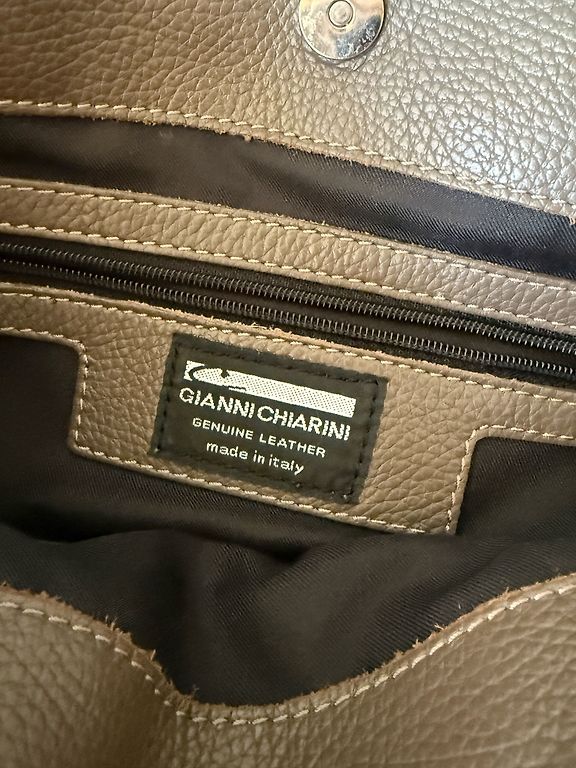 GIANNI CHIARINI
GENUINE LEATHER
made in italy